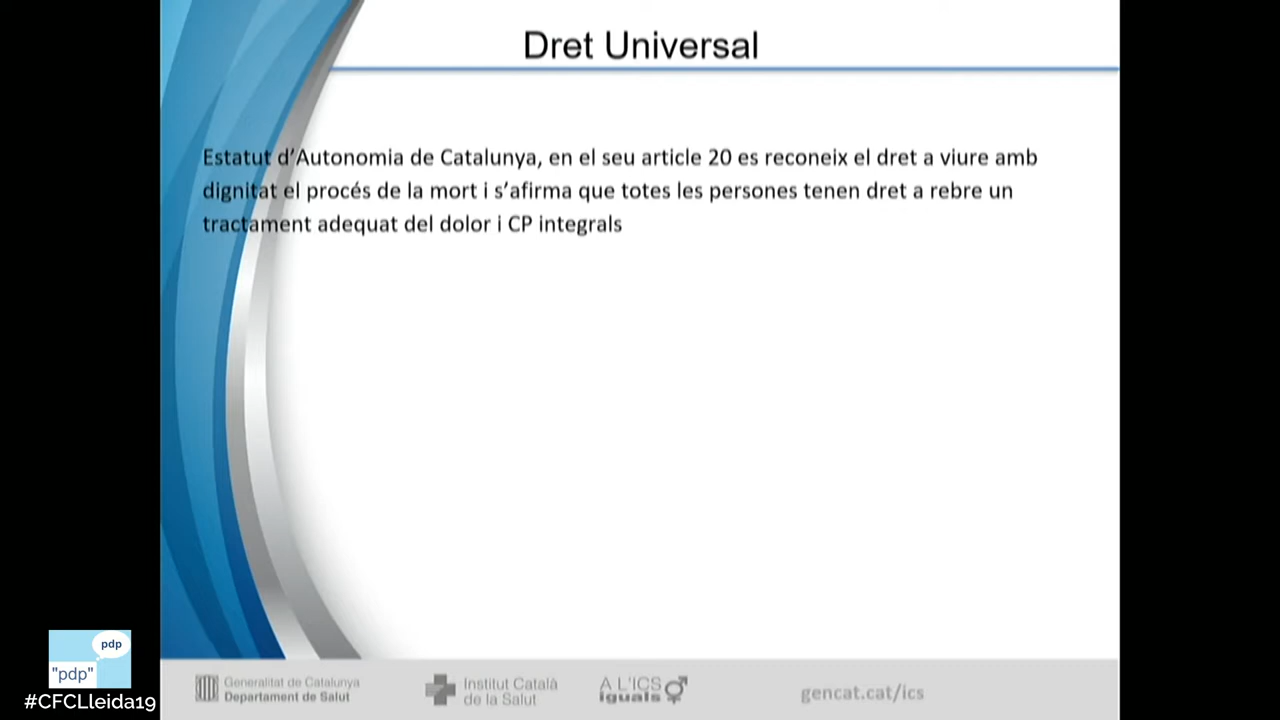 Dret Universal
Estatut d'Autonomia de Catalunya, en el seu article 20 es reconeix el dret a viure amb
dignitat el procés de la mort i s'afirma que totes les persones tenen dret a rebre un
tractament adequat del dolor i CP integrals
pdp
"pdp"
#CFCLleida19
Generalitat de Catalunya
Departament de Salut
Institut Català
de la Salut
A L'ICS
iguals
gencat.cat/ics